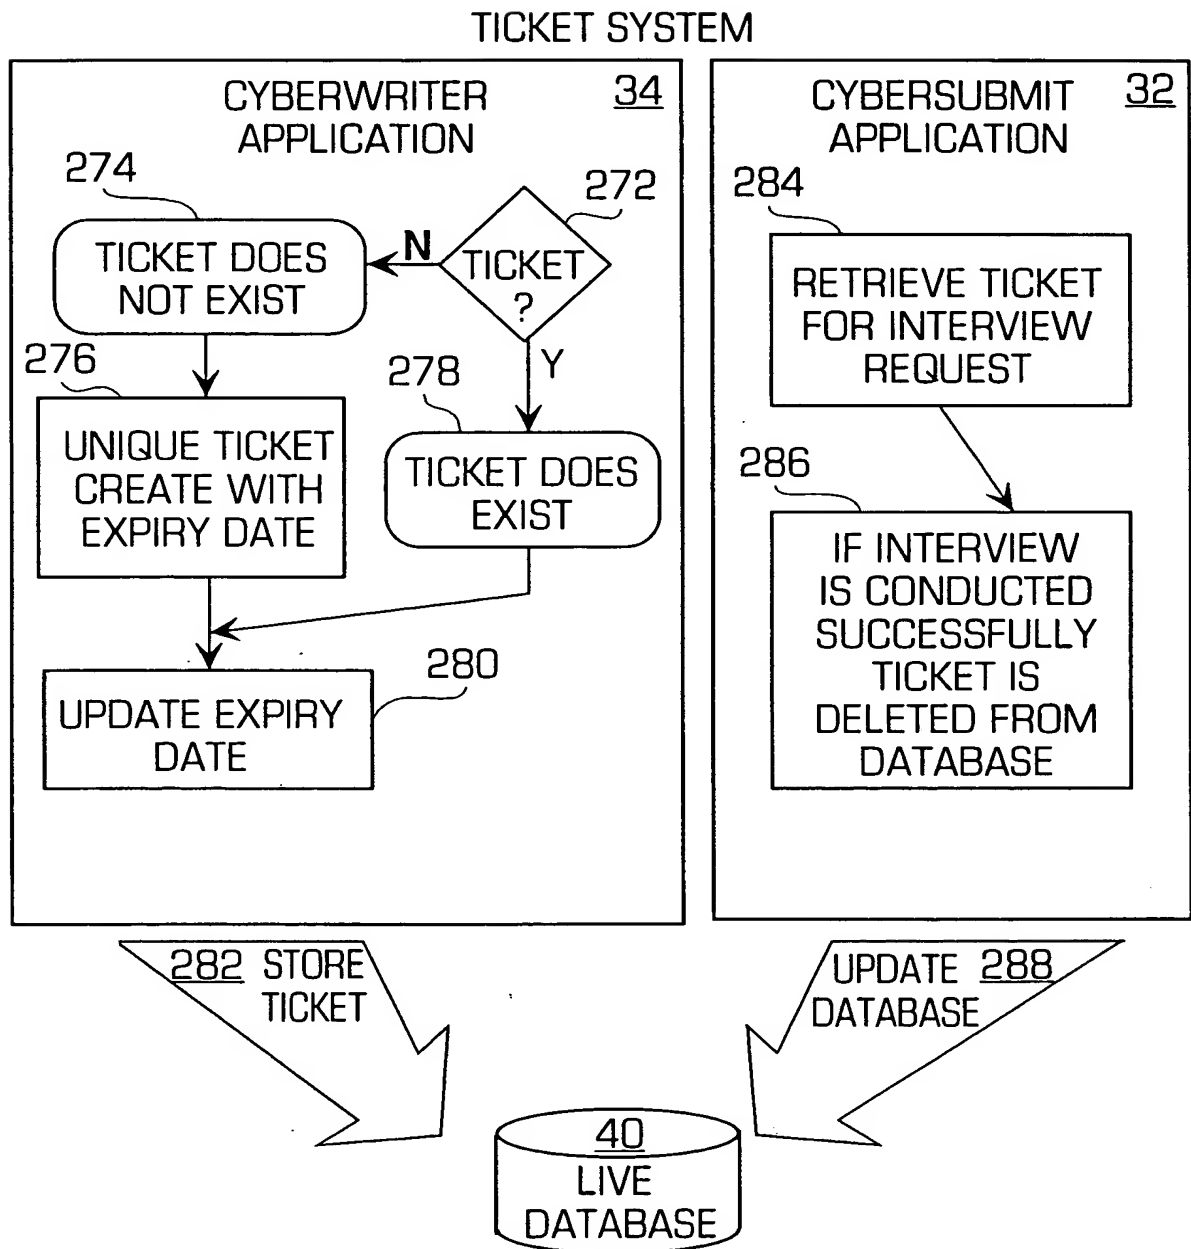 TICKET SYSTEM
CYBERWRITER
APPLICATION
34
274
272
TICKET DOES
NOT EXIST
N
TICKET
?
276
278
Y
UNIQUE TICKET
CREATE WITH
EXPIRY DATE
TICKET DOES
EXIST
280
UPDATE EXPIRY
DATE
CYBERSUBMIT
APPLICATION
32
284
RETRIEVE TICKET
FOR INTERVIEW
REQUEST
286
IF INTERVIEW
IS CONDUCTED
SUCCESSFULLY
TICKET IS
DELETED FROM
DATABASE
282 STORE
TICKET
UPDATE 288
DATABASE
40
LIVE
DATABASE